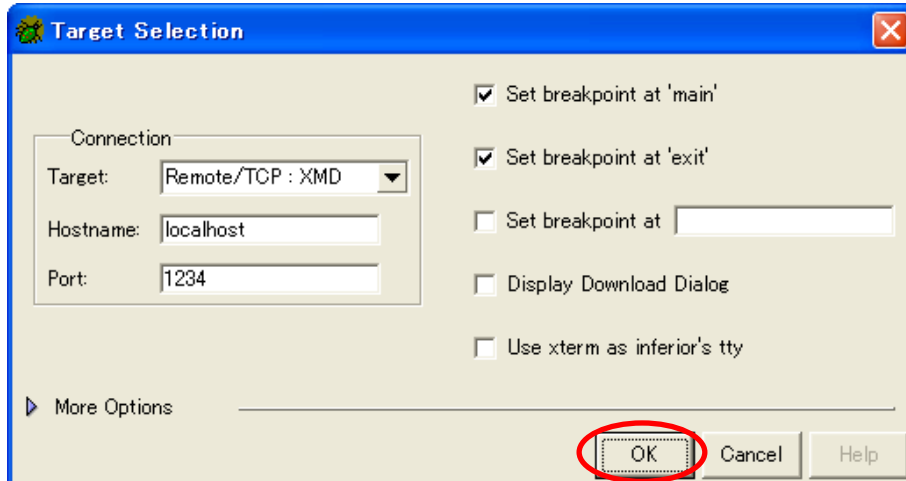 Target Selection
Connection
Target: Remote/TCP : XMD
Hostname: localhost
Port: 1234
Set breakpoint at 'main'
Set breakpoint at 'exit'
Set breakpoint at
Display Download Dialog
Use xterm as inferior's tty
More Options
OK Cancel Help